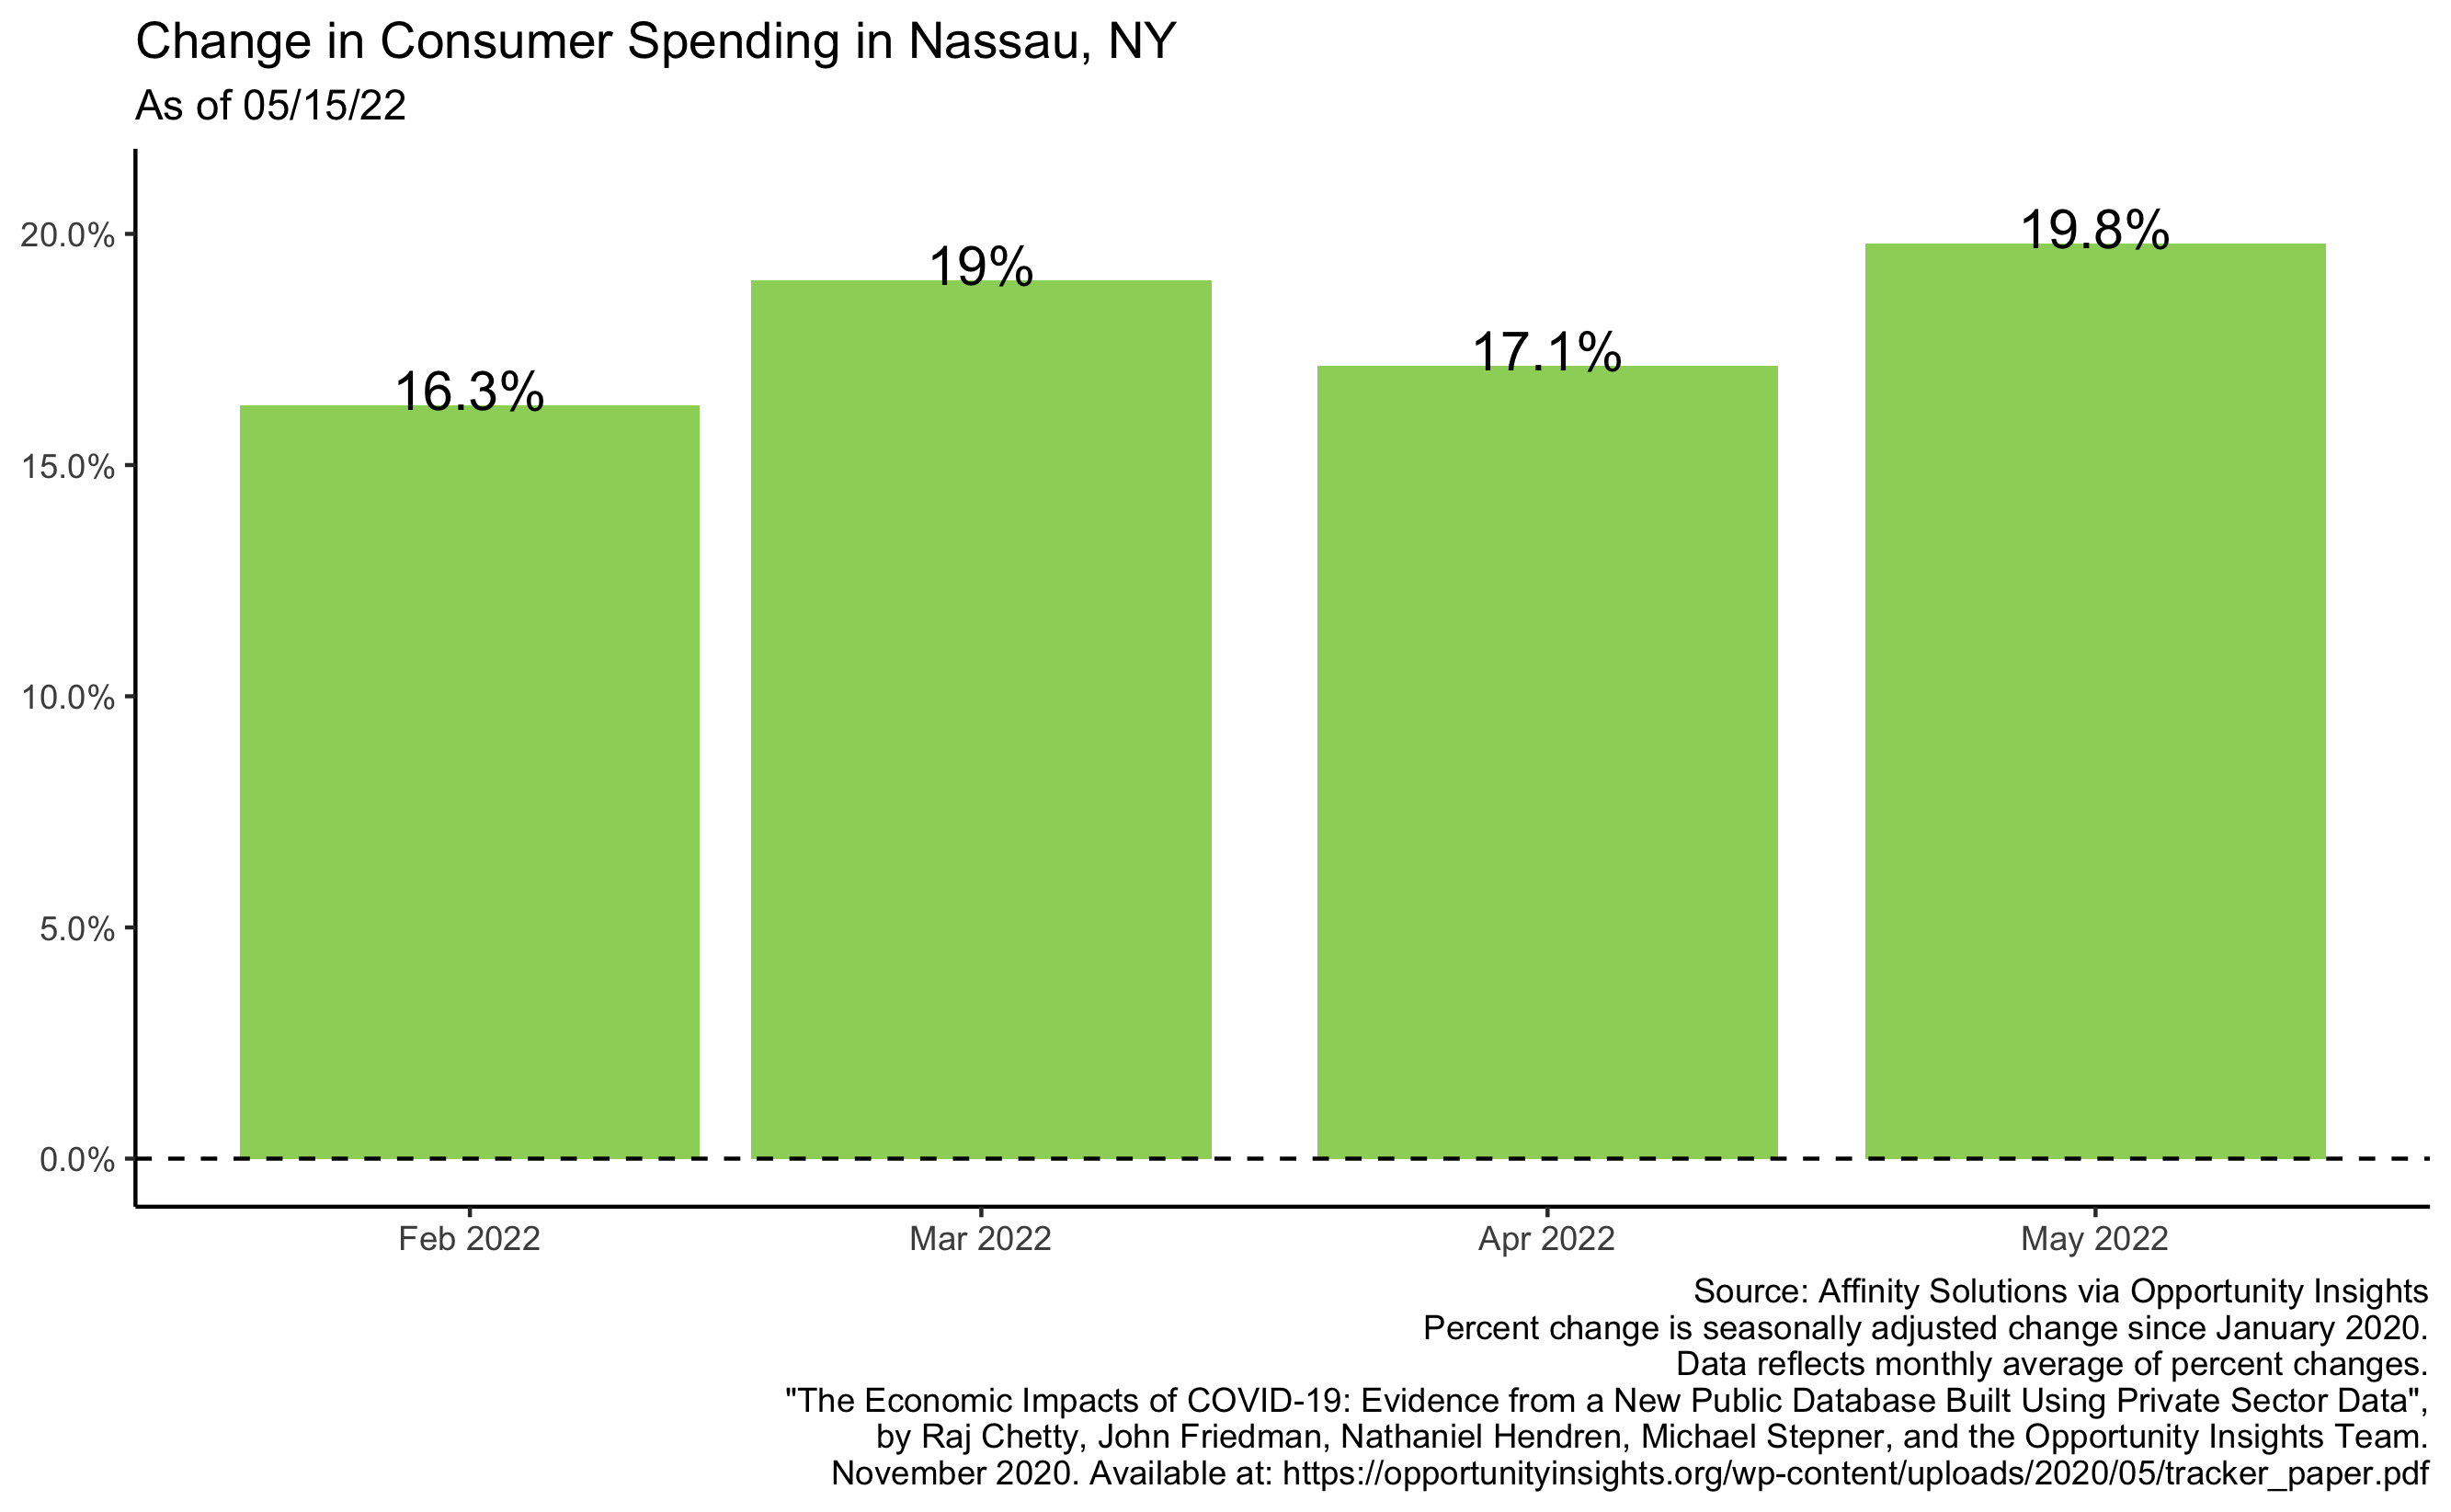 Change in Consumer Spending in Nassau, NY
As of 05/15/22
20.0%
15.0%
10.0%
5.0%
0.0%
16.3%
19%
17.1%
19.8%
Feb 2022
Mar 2022
Apr 2022
May 2022
Source: Affinity Solutions via Opportunity Insights
Percent change is seasonally adjusted change since January 2020.
Data reflects monthly average of percent changes.
"The Economic Impacts of COVID-19: Evidence from a New Public Database Built Using Private Sector Data",
by Raj Chetty, John Friedman, Nathaniel Hendren, Michael Stepner, and the Opportunity Insights Team.
November 2020. Available at: https://opportunityinsights.org/wp-content/uploads/2020/05/tracker_paper.pdf